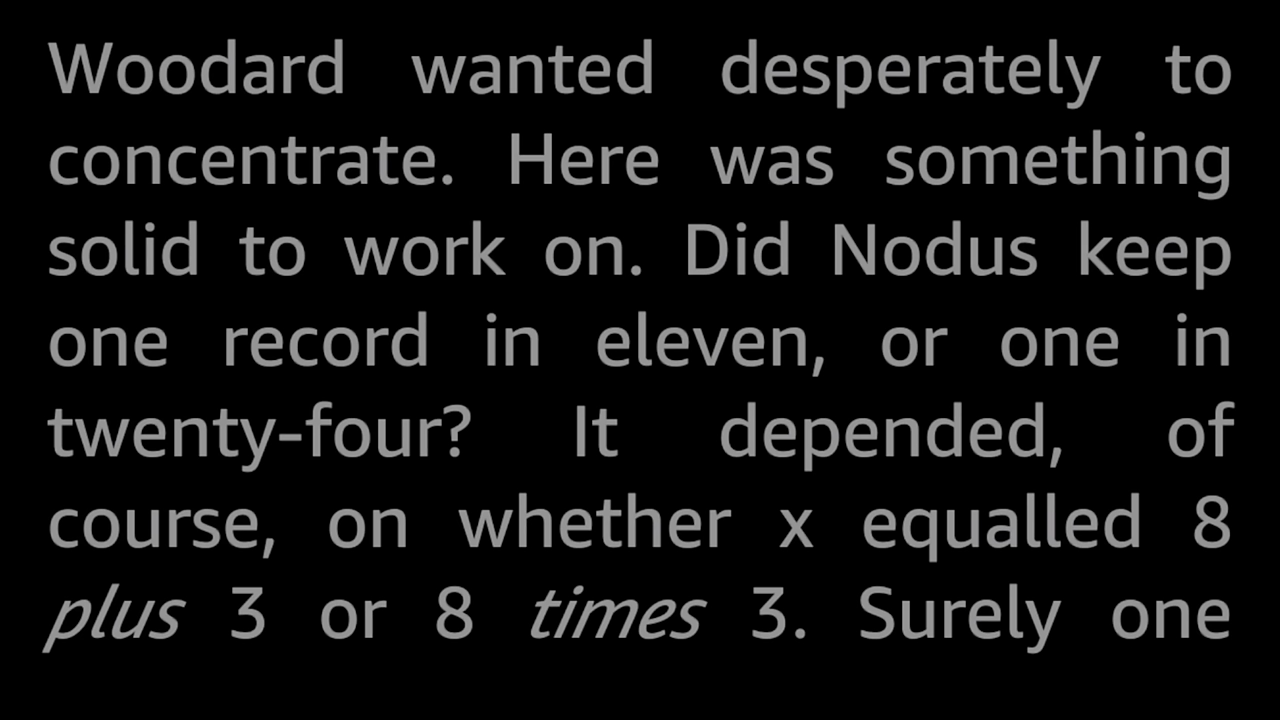 Woodard wanted desperately to
concentrate. Here was something
solid to work on. Did Nodus keep
one record in eleven, or one in
twenty-four? It depended, of
course, on whether x equalled 8
plus 3 or 8 times 3. Surely one